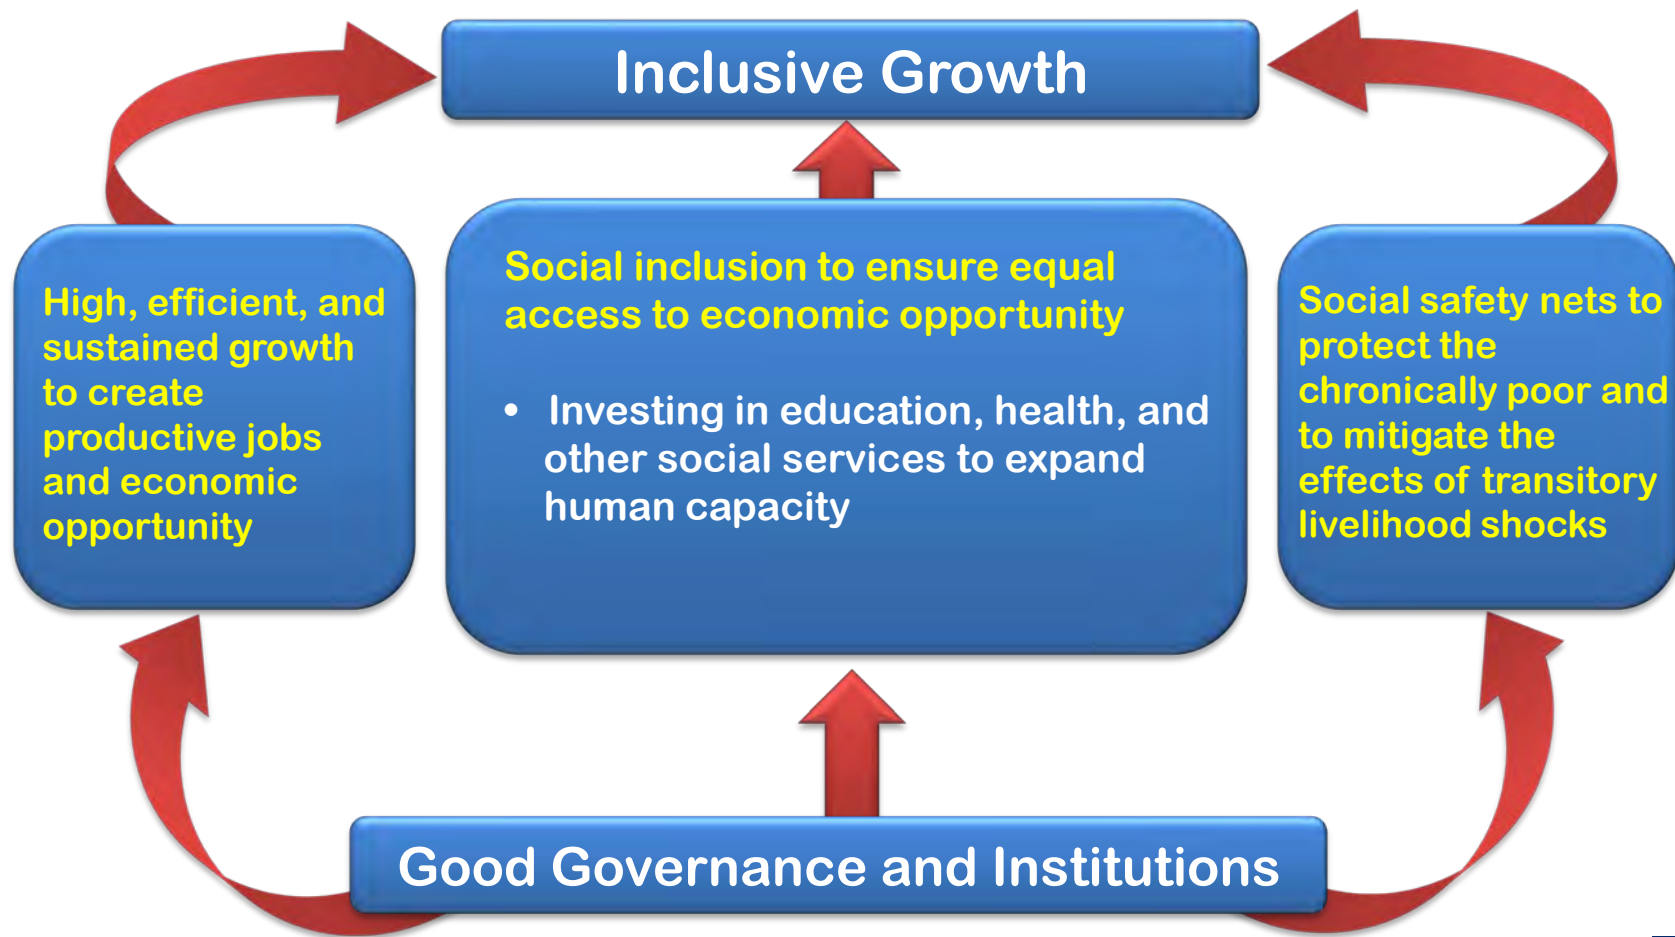 Inclusive Growth
High, efficient, and
sustained growth
to create
productive jobs
and economic
opportunity
Social inclusion to ensure equal
access to economic opportunity
• Investing in education, health, and
other social services to expand
human capacity
Social safety nets to
protect the
chronically poor and
to mitigate the
effects of transitory
livelihood shocks
Good Governance and Institutions